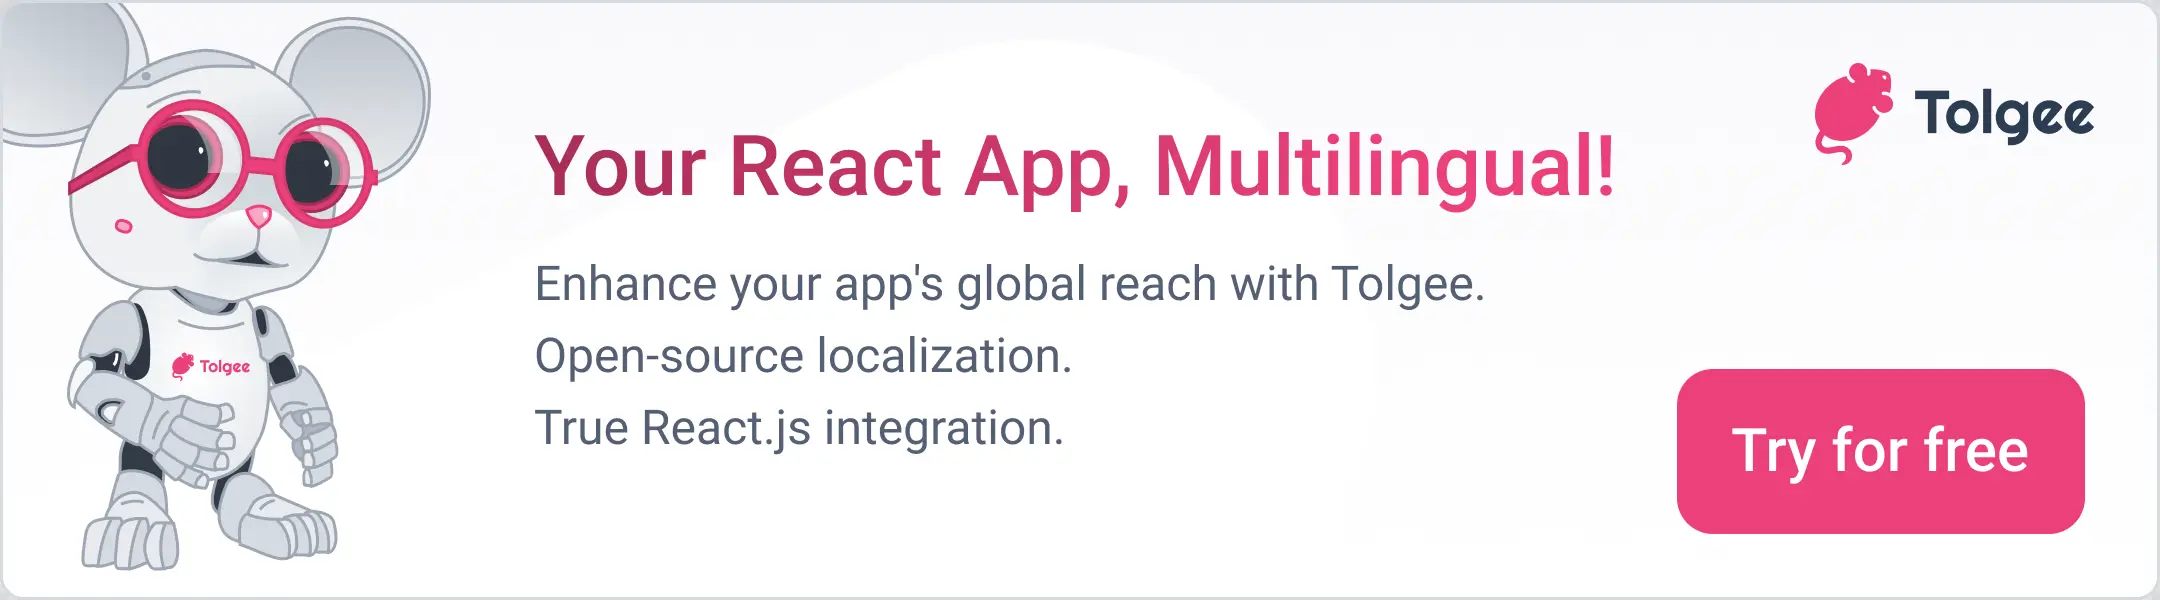 Your React App, Multilingual!
Enhance your app's global reach with Tolgee.
Open-source localization.
True React.js integration.
Tolgee
Try for free
Tolgee